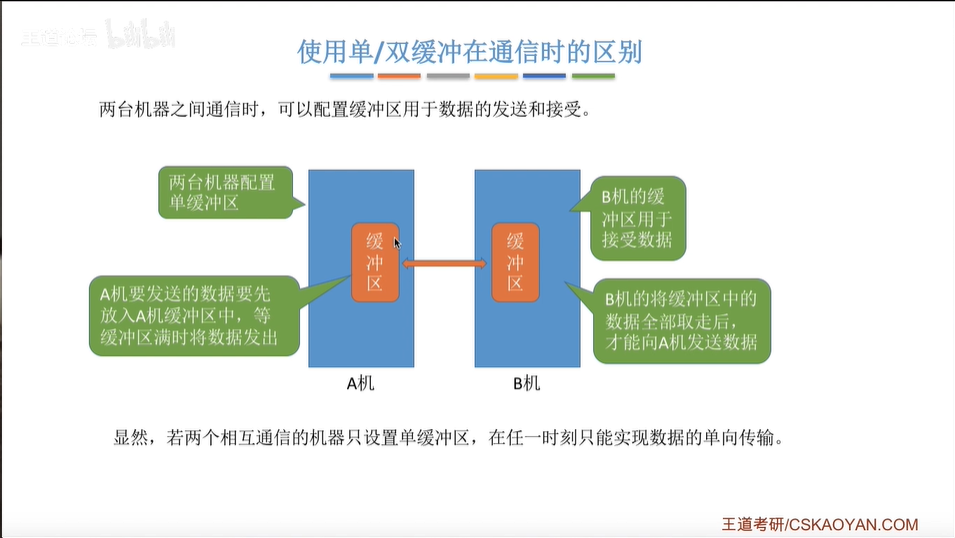 bilibili
使用单/双缓冲在通信时的区别
两台机器之间通信时，可以配置缓冲区用于数据的发送和接受。
两台机器配置
单缓冲区
B机的缓
冲区用于
接受数据
缓
冲
区
缓
冲
区
A机要发送的数据要先
放入A机缓冲区中，等
缓冲区满时将数据发出
B机的将缓冲区中的
数据全部取走后，
才能向A机发送数据
A机
B机
显然，若两个相互通信的机器只设置单缓冲区，在任一时刻只能实现数据的单向传输。
王道考研/CSKAOYAN.COM